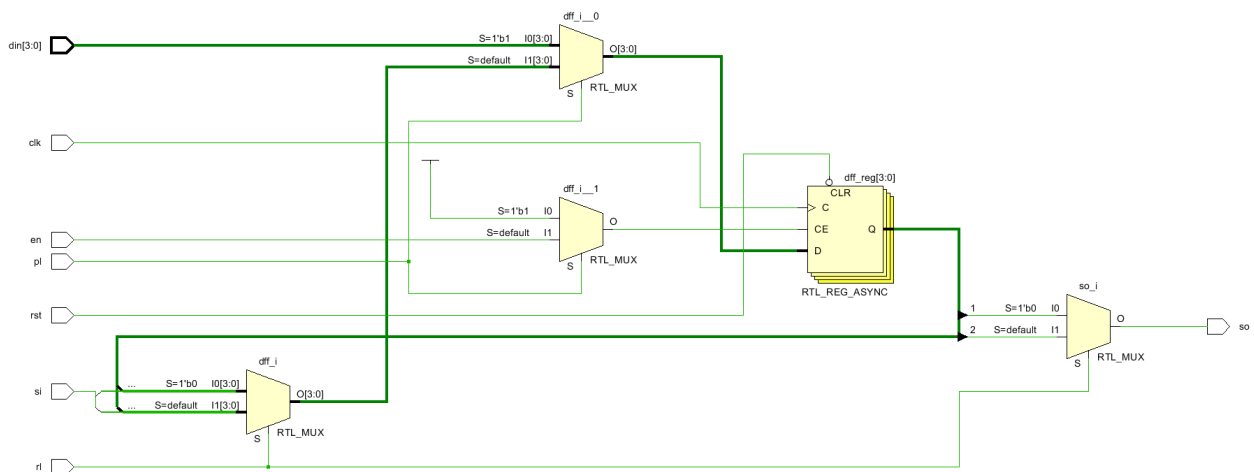 dff_i__0
din[3:0]
S=1'b1 I0[3:0]
O[3:0]
S=default I1[3:0]
S
RTL_MUX
clk
dff_reg[3:0]
CLR
dff_i__1
C
S=1'b1 I0
O
CE
Q
S=default I1
en
D
pl
S
RTL_MUX
RTL_REG_ASYNC
so_i
rst
1
S=1'b0 I0
O
so
2
S=default I1
RTL_MUX
S
dff_i
...
S=1'b0 I0[3:0]
si
O[3:0]
...
S=default I1[3:0]
RTL_MUX
S
rl